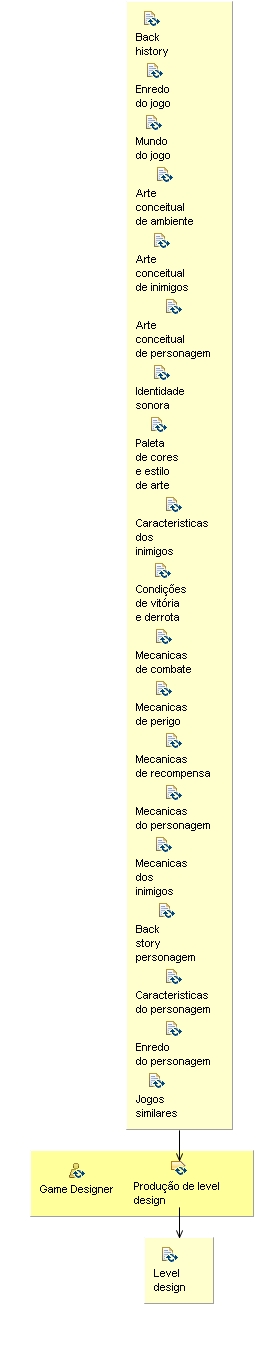 Back
history
Enredo
do jogo
Mundo
do jogo
Arte
conceitual
de ambiente
Arte
conceitual
de inimigos
Arte
conceitual
de personagem
Identidade
sonora
Paleta
de cores
e estilo
de arte
Caracteristicas
dos
inimigos
Condições
de vitória
e derrota
Mecanicas
de combate
Mecanicas
de perigo
Mecanicas
de recompensa
Mecanicas
do personagem
Mecanicas
dos
inimigos
Back
story
personagem
Caracteristicas
do personagem
Enredo
do personagem
Jogos
similares
Game Designer
Produção de level
design
Level
design